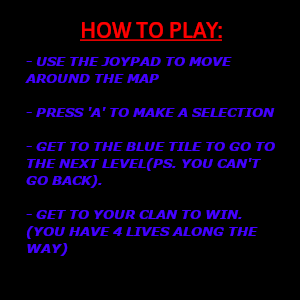 HOW TO PLAY:
- USE THE JOYPAD TO MOVE
AROUND THE MAP
- PRESS 'A' TO MAKE A SELECTION
- GET TO THE BLUE TILE TO GO TO
THE NEXT LEVEL(PS. YOU CAN'T
GO BACK).
- GET TO YOUR CLAN TO WIN.
(YOU HAVE 4 LIVES ALONG THE
WAY)